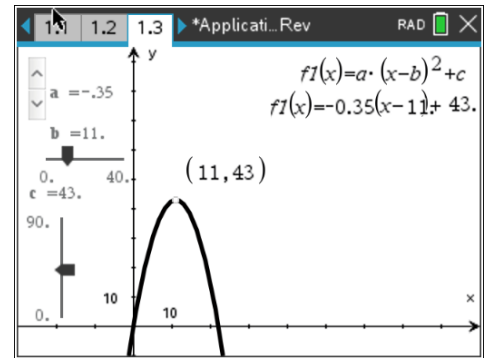 1.1 1.2 1.3 *Applicati…Rev RAD
y
f1(x)=a·(x−b)²+c
a =−.35
f1(x)=−0.35(x−11)+ 43.
b =11.
0. 40.
(11,43)
c =43.
90.
10
x
0.
10